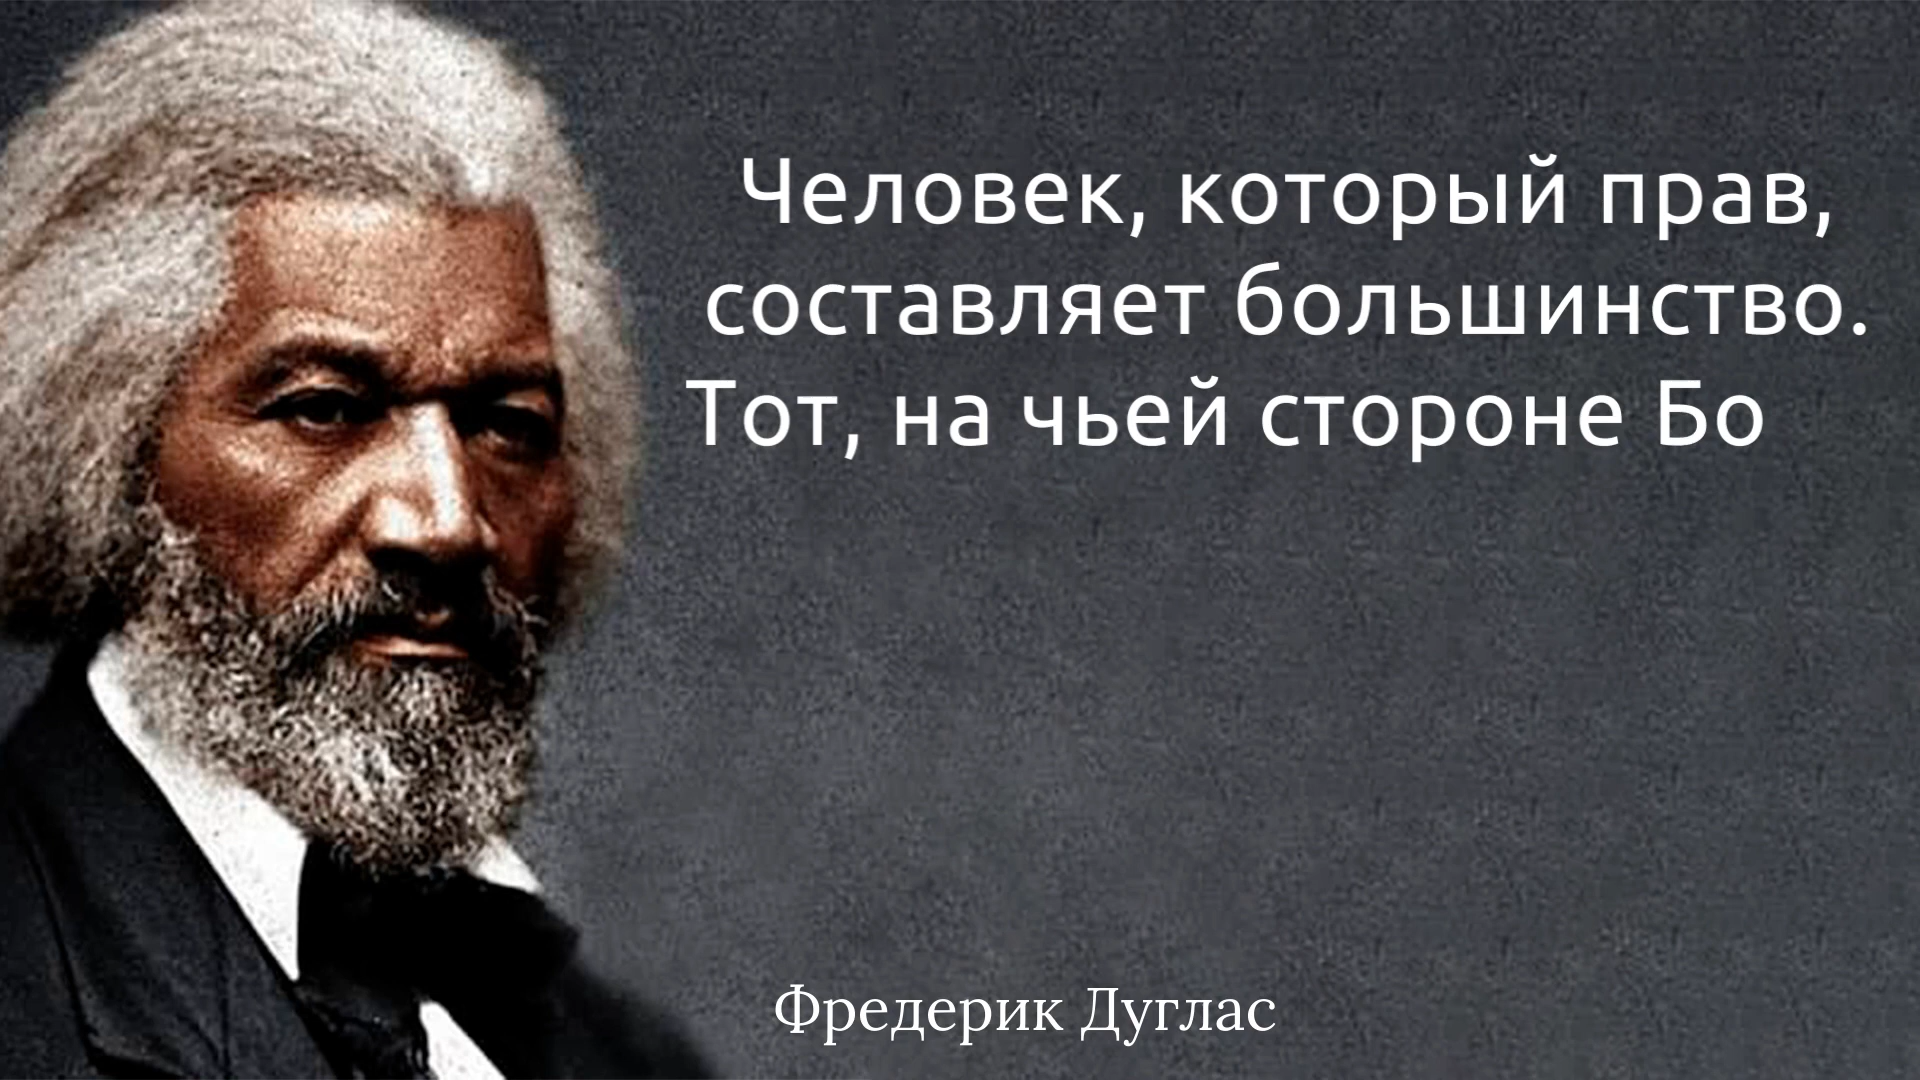 Человек, который прав,
составляет большинство.
Тот, на чьей стороне Бо
Фредерик Дуглас